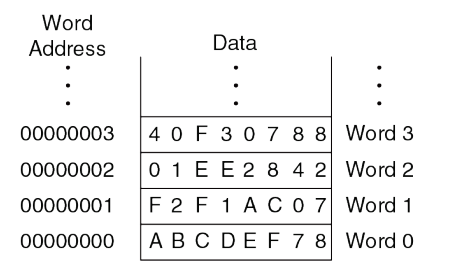 Word
Address Data
00000003 4 0 F 3 0 7 8 8 Word 3
00000002 0 1 E E 2 8 4 2 Word 2
00000001 F 2 F 1 A C 0 7 Word 1
00000000 A B C D E F 7 8 Word 0